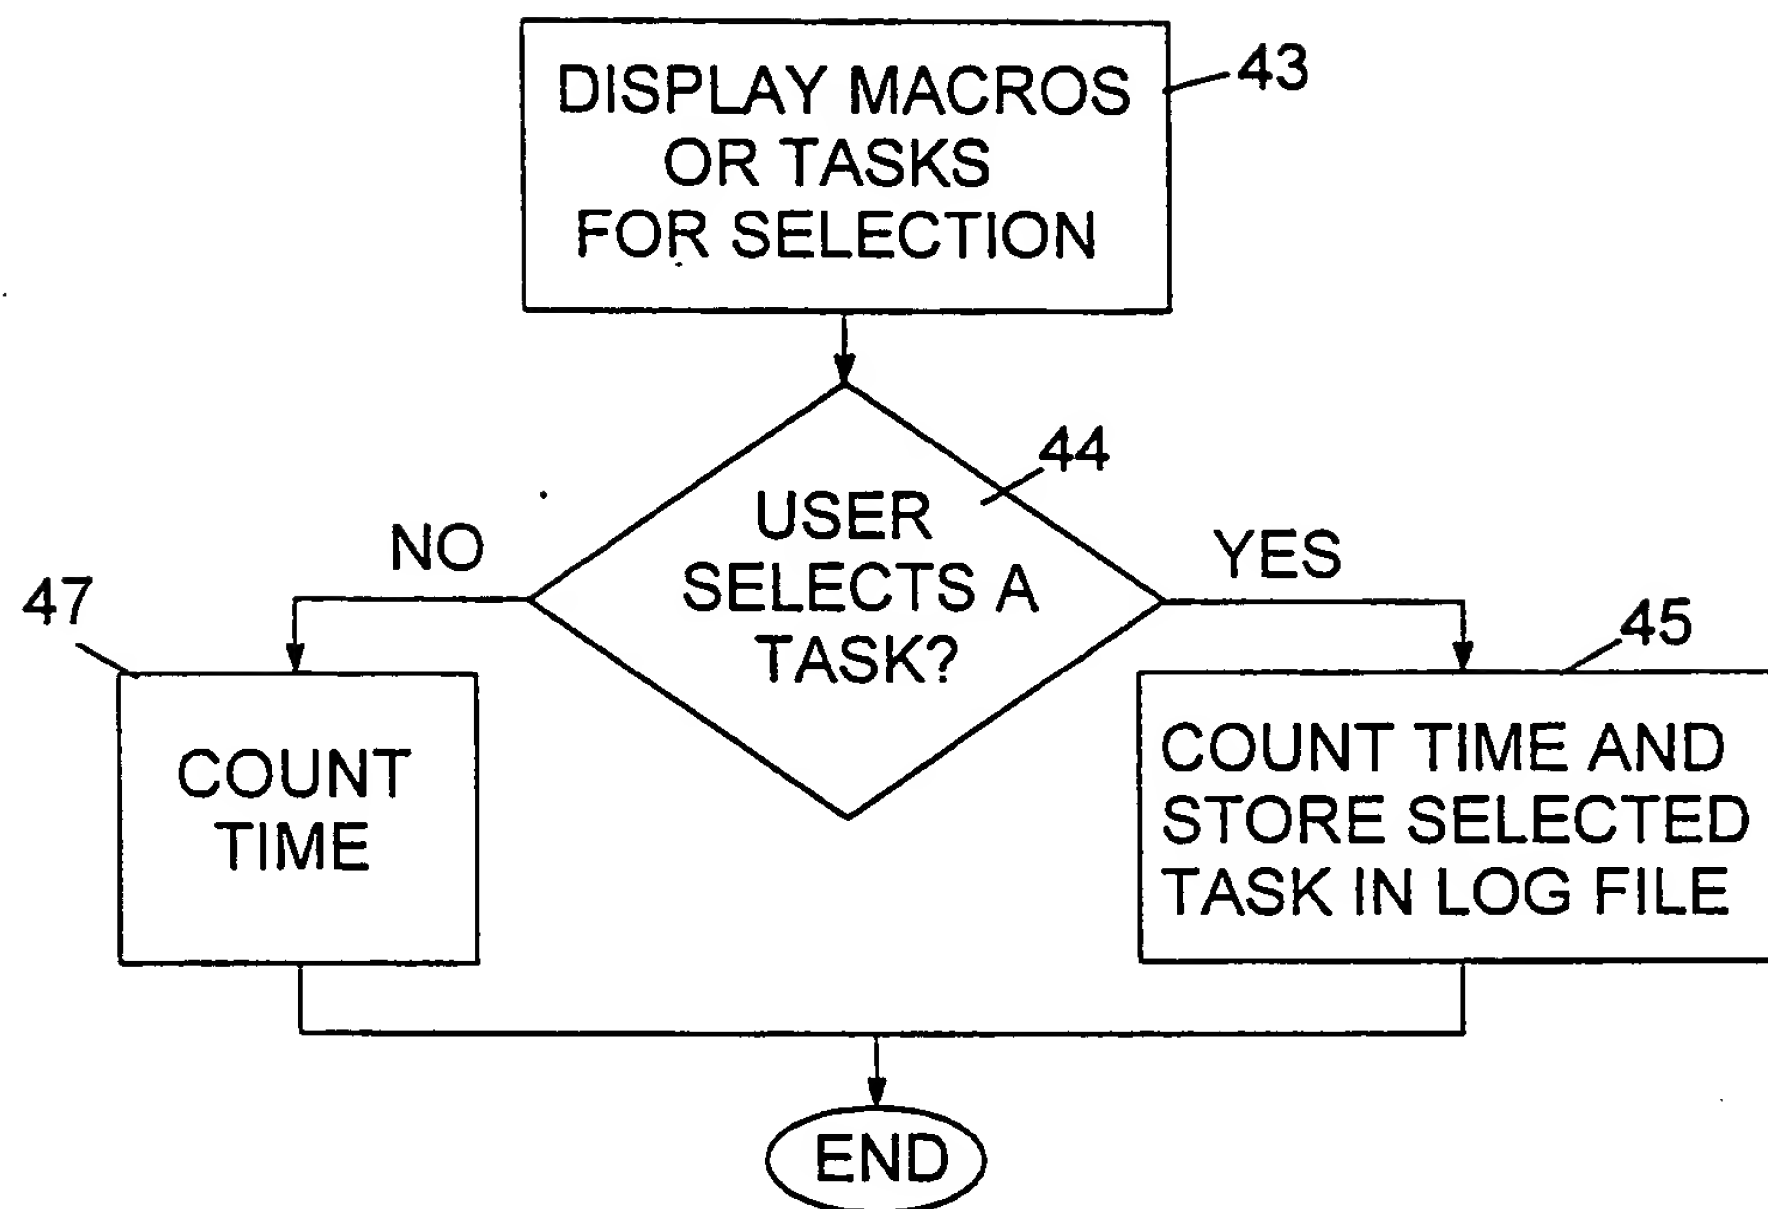 DISPLAY MACROS
OR TASKS
FOR SELECTION
43
44
USER
SELECTS A
TASK?
NO
YES
47
45
COUNT
TIME
COUNT TIME AND
STORE SELECTED
TASK IN LOG FILE
END